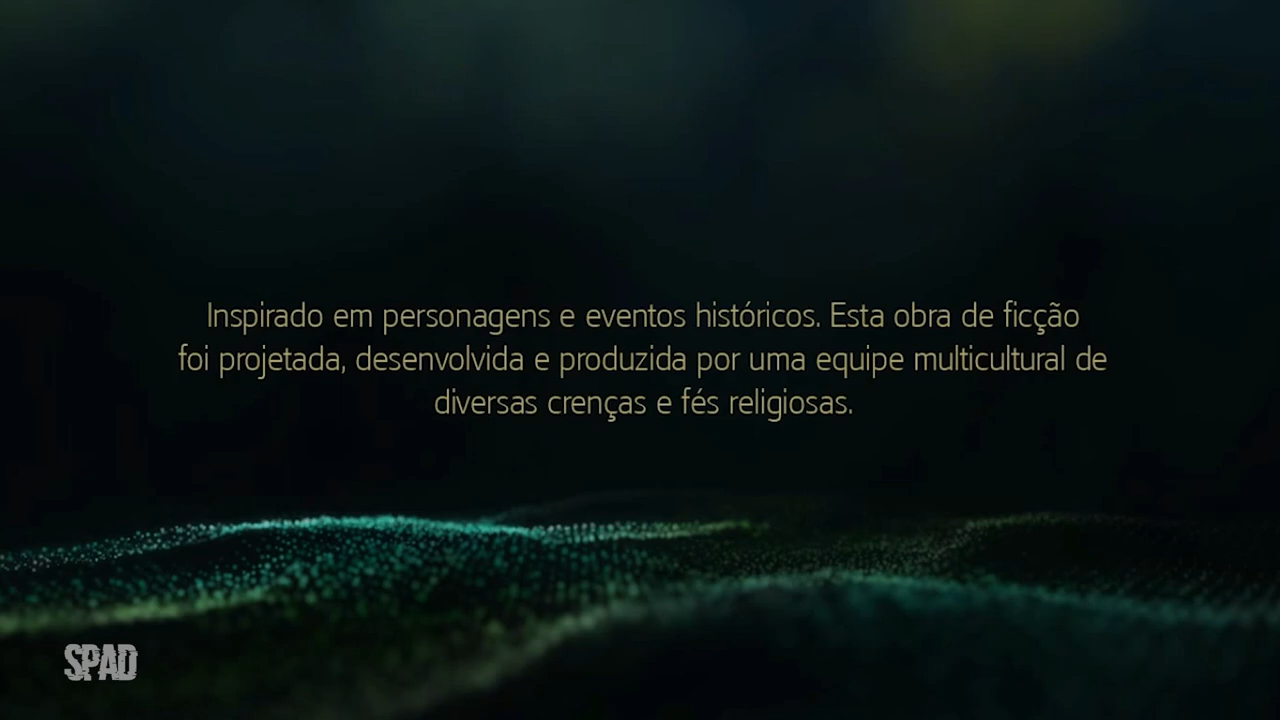 Inspirado em personagens e eventos históricos. Esta obra de ficção
foi projetada, desenvolvida e produzida por uma equipe multicultural de
diversas crenças e fés religiosas.
SPAD